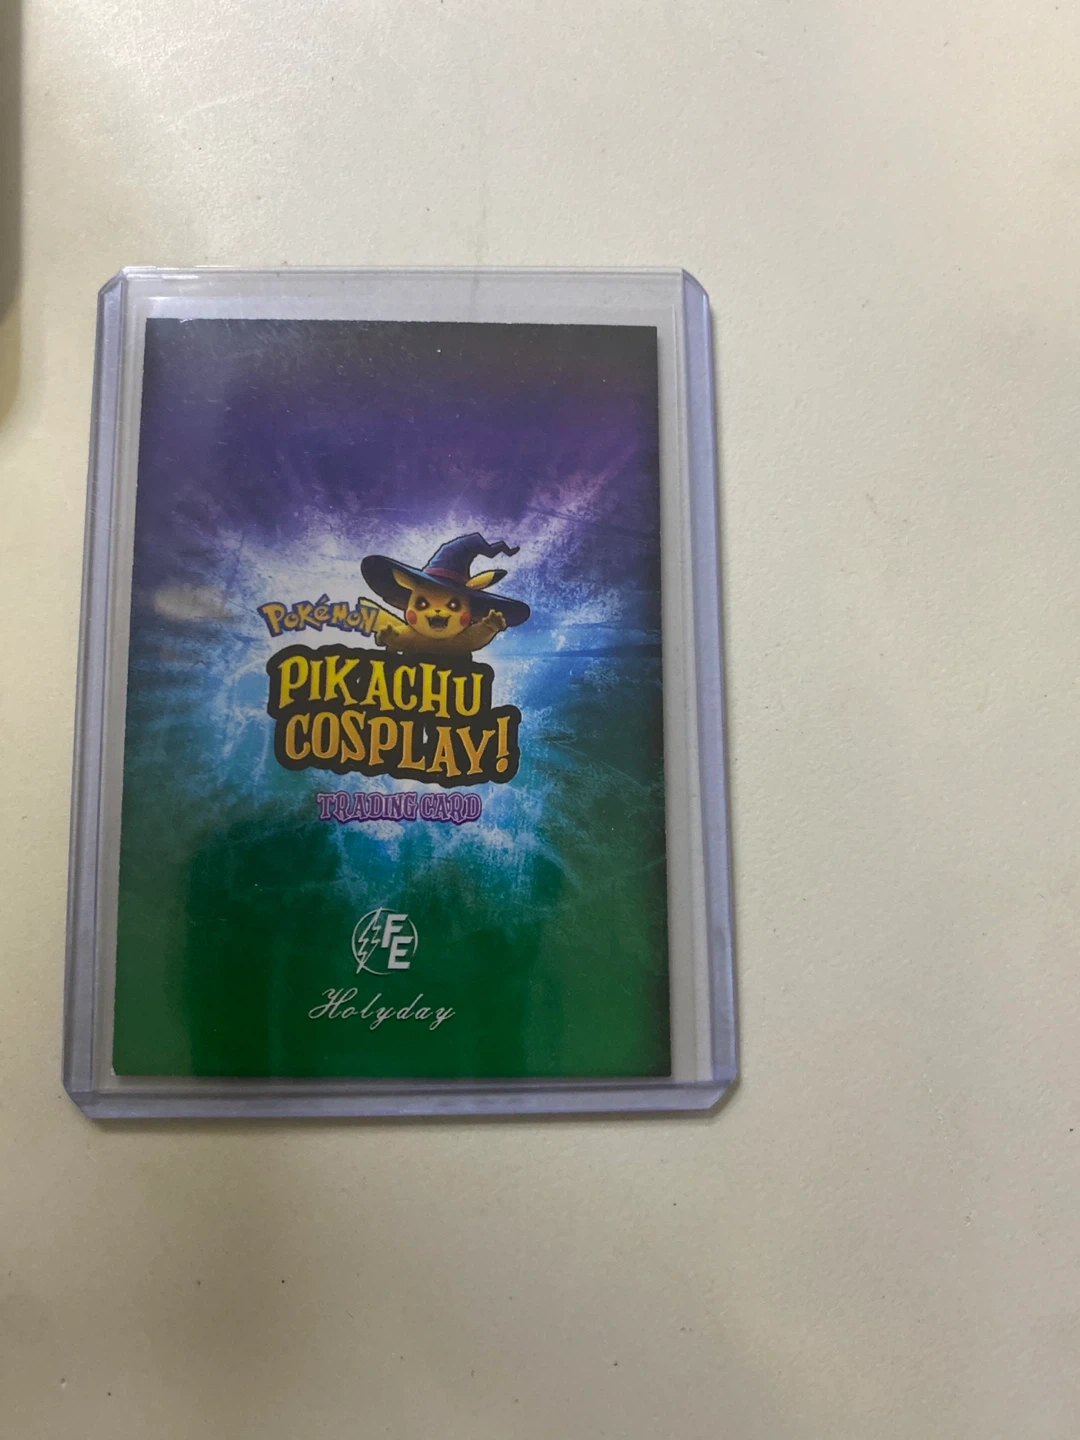 POKÉMON
PIKACHU
COSPLAY!
TRADING CARD
FE
Holyday